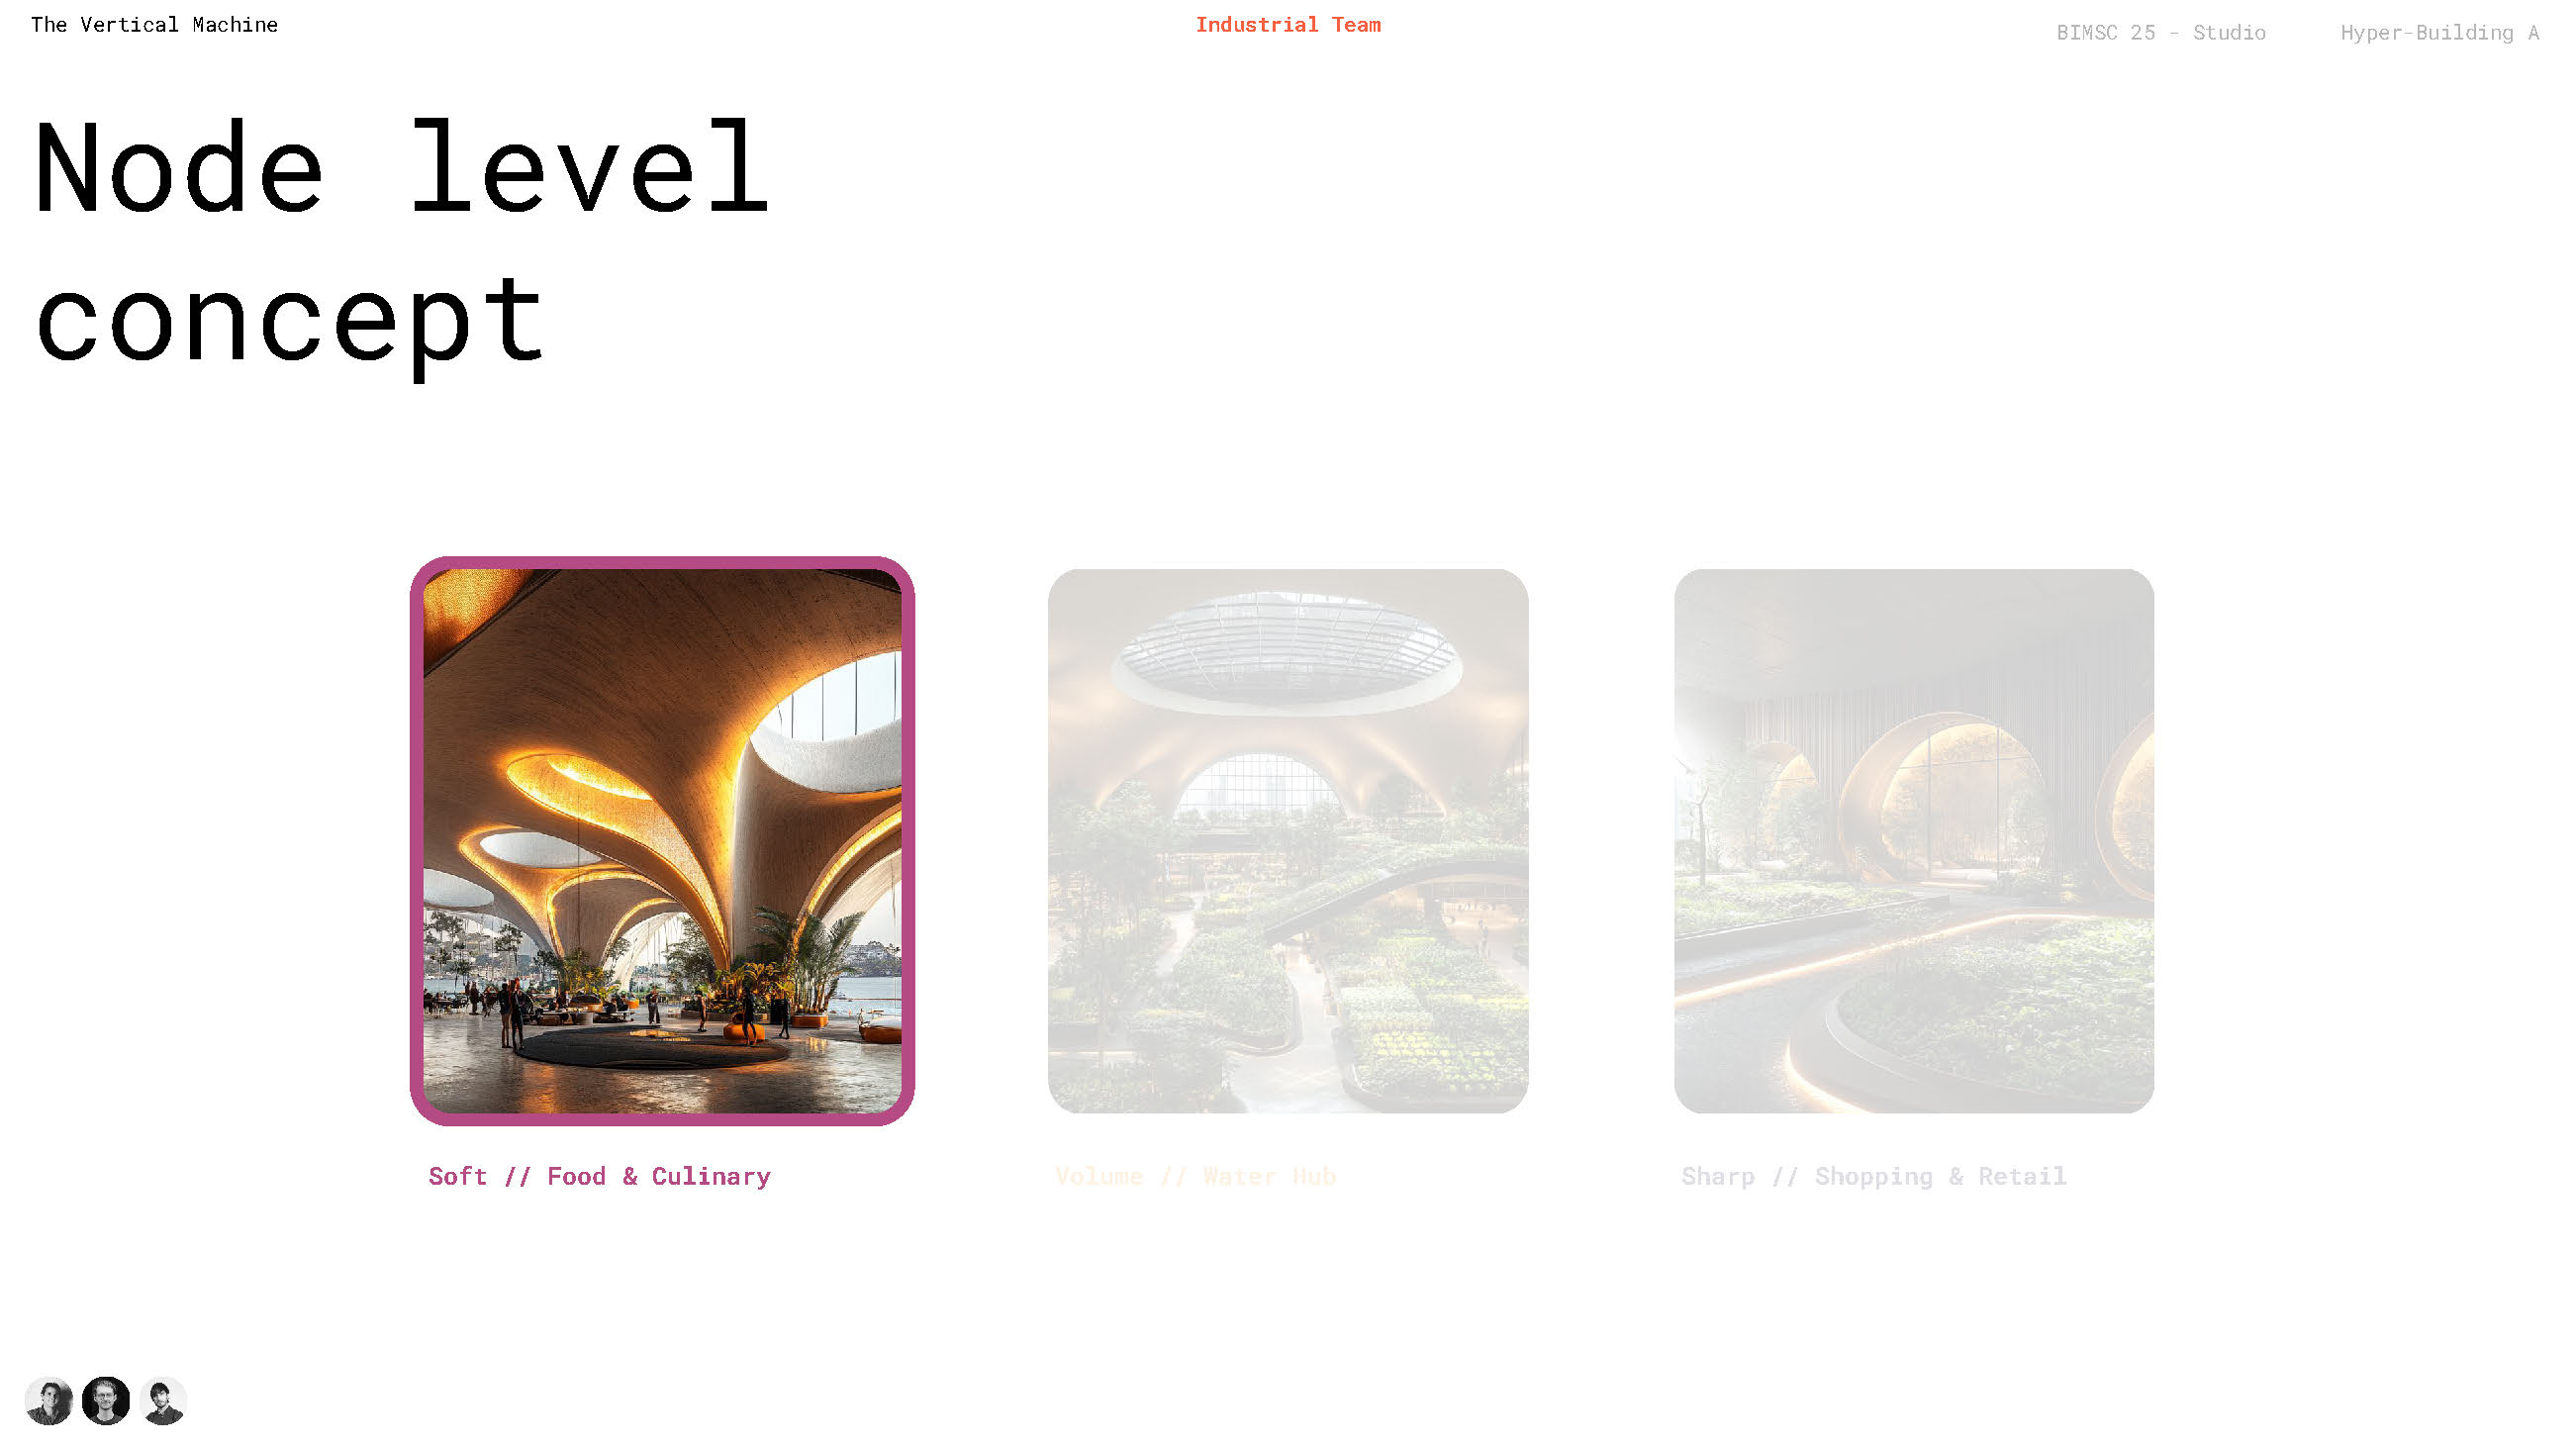 The Vertical Machine
Industrial Team
BIMSC 25 - Studio
Hyper-Building A
Node level
concept
Soft // Food & Culinary
Volume // Water Hub
Sharp // Shopping & Retail